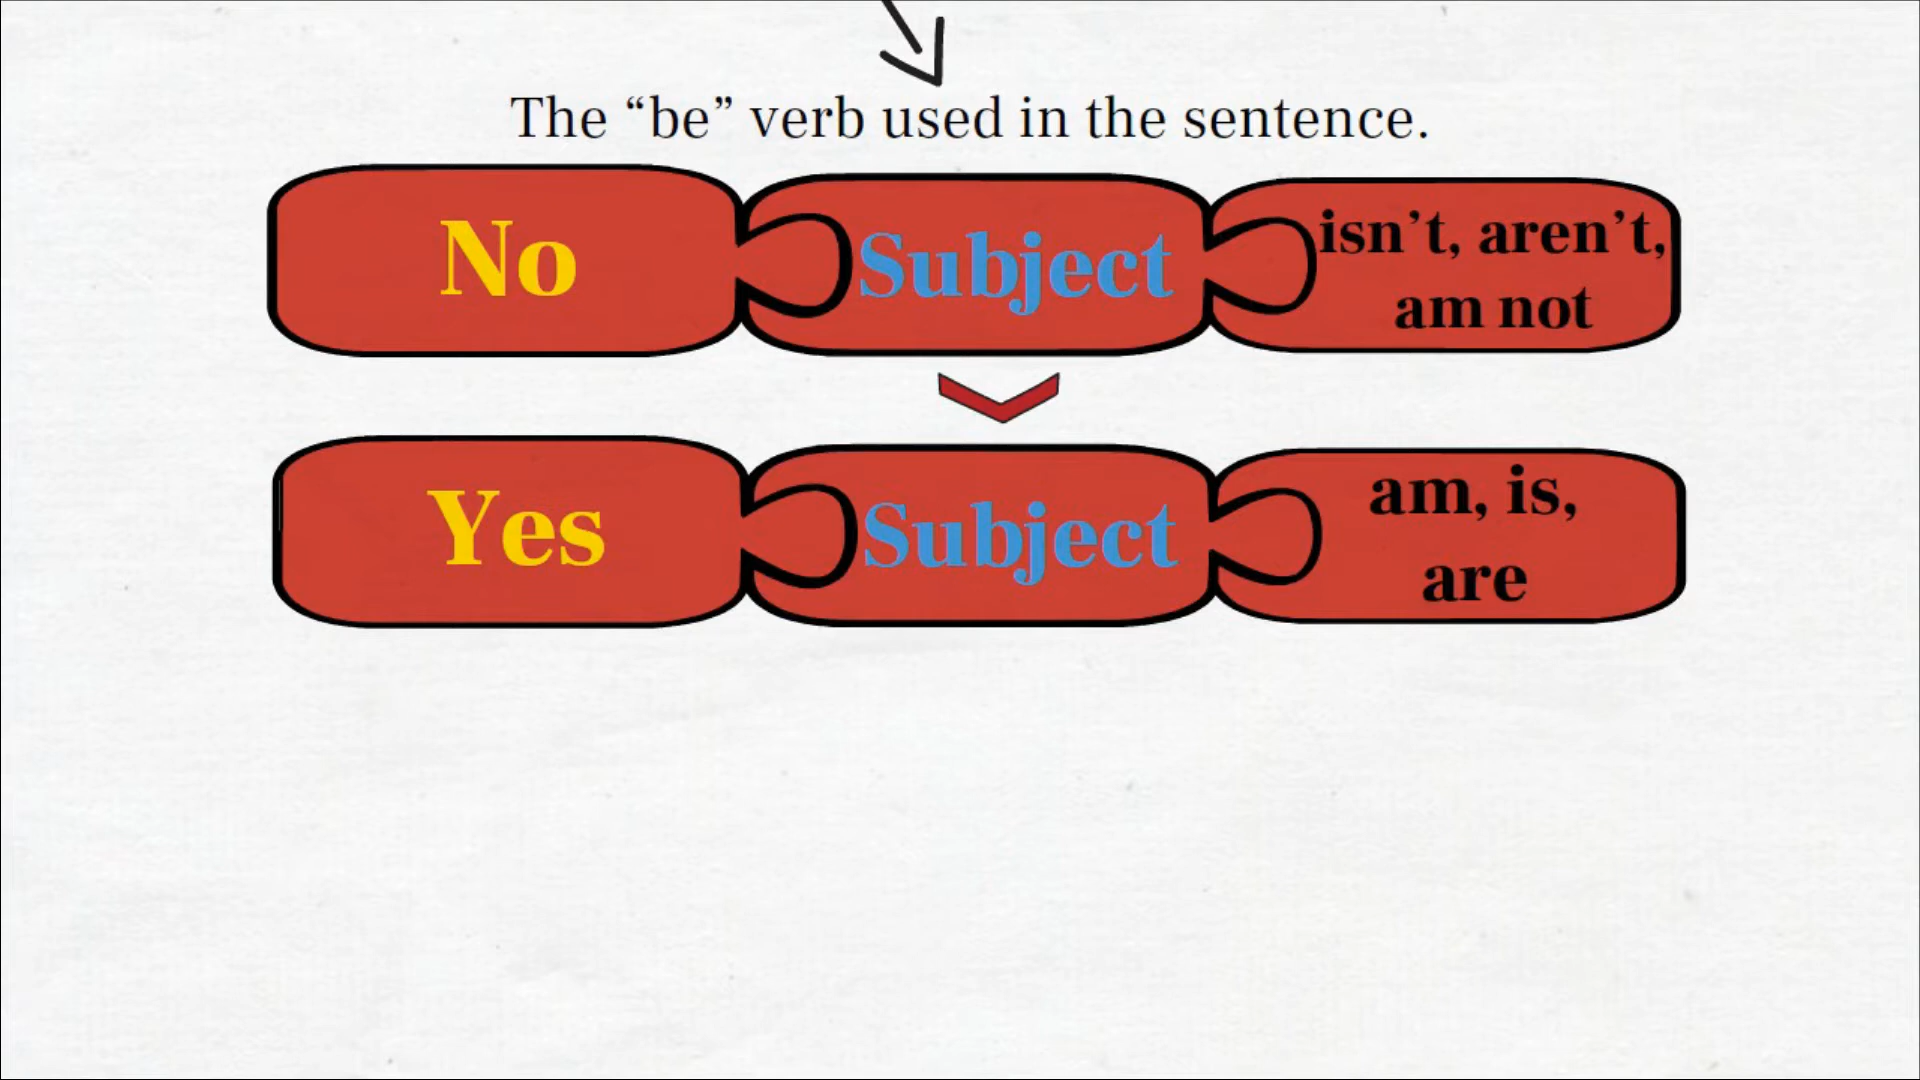 The “be” verb used in the sentence.
No Subject isn’t, aren’t,
am not
Yes Subject am, is,
are